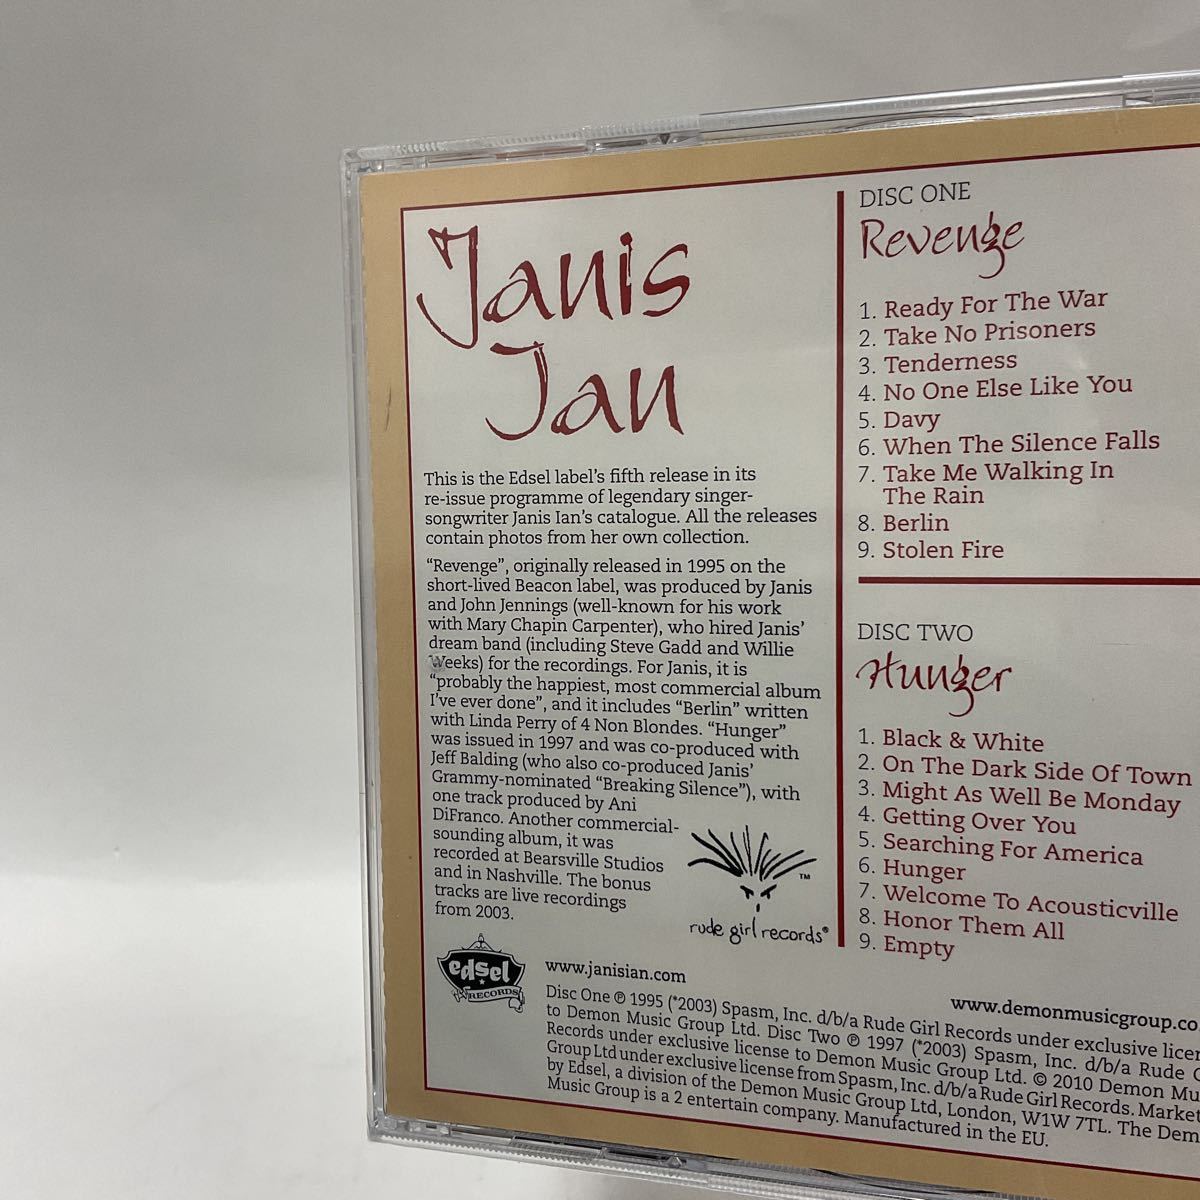 Janis
Ian
This is the Edsel label's fifth release in its
re-issue programme of legendary singer-
songwriter Janis Ian's catalogue. All the releases
contain photos from her own collection.
"Revenge", originally released in 1995 on the
short-lived Beacon label, was produced by Janis
and John Jennings (well-known for his work
with Mary Chapin Carpenter), who hired Janis'
dream band (including Steve Gadd and Willie
Weeks) for the recordings. For Janis, it is
"probably the happiest, most commercial album
I've ever done", and it includes "Berlin" written
with Linda Perry of 4 Non Blondes. "Hunger"
was issued in 1997 and was co-produced with
Jeff Balding (who also co-produced Janis'
Grammy-nominated "Breaking Silence"), with
one track produced by Ani
DiFranco. Another commercial-
sounding album, it was
recorded at Bearsville Studios
and in Nashville. The bonus
tracks are live recordings
from 2003.
TM
rude girl records®
DISC ONE
Revenge
1. Ready For The War
2. Take No Prisoners
3. Tenderness
4. No One Else Like You
5. Davy
6. When The Silence Falls
7. Take Me Walking In
The Rain
8. Berlin
9. Stolen Fire
DISC TWO
Hunger
1. Black & White
2. On The Dark Side Of Town
3. Might As Well Be Monday
4. Getting Over You
5. Searching For America
6. Hunger
7. Welcome To Acousticville
8. Honor Them All
9. Empty
edsel
RECORDS
www.janisian.com
www.demonmusicgroup.co
Disc One ℗ 1995 (*2003) Spasm, Inc. d/b/a Rude Girl Records under exclusive licen
to Demon Music Group Ltd. Disc Two ℗ 1997 (*2003) Spasm, Inc. d/b/a Rude G
Records under exclusive license to Demon Music Group Ltd. © 2010 Demon Mu
Group Ltd under exclusive license from Spasm, Inc. d/b/a Rude Girl Records. Market
by Edsel, a division of the Demon Music Group Ltd, London, W1W 7TL. The Dem
Music Group is a 2 entertain company. Manufactured in the EU.